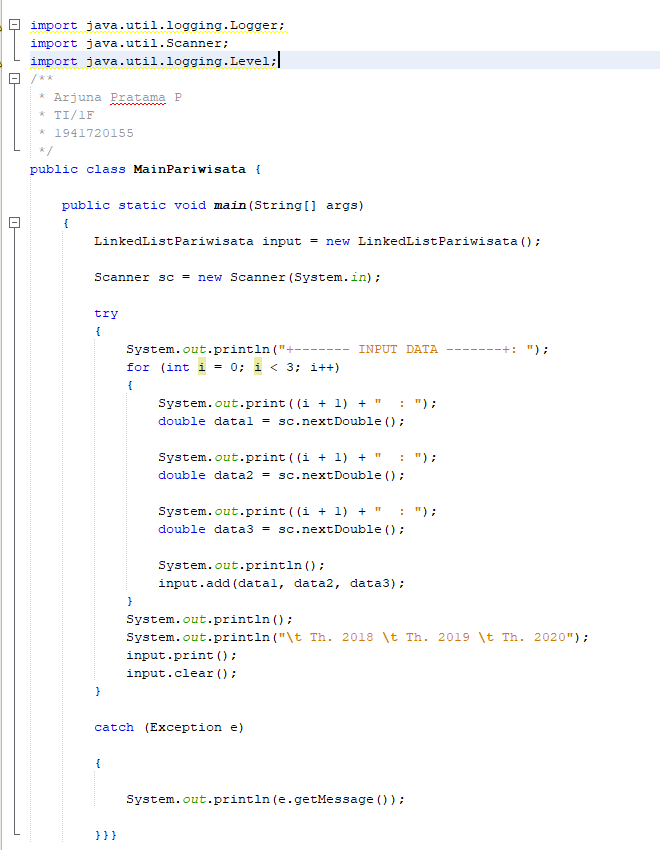 import java.util.logging.Logger;
import java.util.Scanner;
import java.util.logging.Level;
/**
 * Arjuna Pratama P
 * TI/1F
 * 1941720155
 */
public class MainPariwisata {

    public static void main(String[] args)
    {
        LinkedListPariwisata input = new LinkedListPariwisata();

        Scanner sc = new Scanner(System.in);

        try
        {
            System.out.println("+------- INPUT DATA -------+: ");
            for (int i = 0; i < 3; i++)
            {
                System.out.print((i + 1) + "  : ");
                double data1 = sc.nextDouble();

                System.out.print((i + 1) + "  : ");
                double data2 = sc.nextDouble();

                System.out.print((i + 1) + "  : ");
                double data3 = sc.nextDouble();

                System.out.println();
                input.add(data1, data2, data3);
            }
            System.out.println();
            System.out.println("\t Th. 2018 \t Th. 2019 \t Th. 2020");
            input.print();
            input.clear();
        }

        catch (Exception e)

        {

            System.out.println(e.getMessage());

        }}}